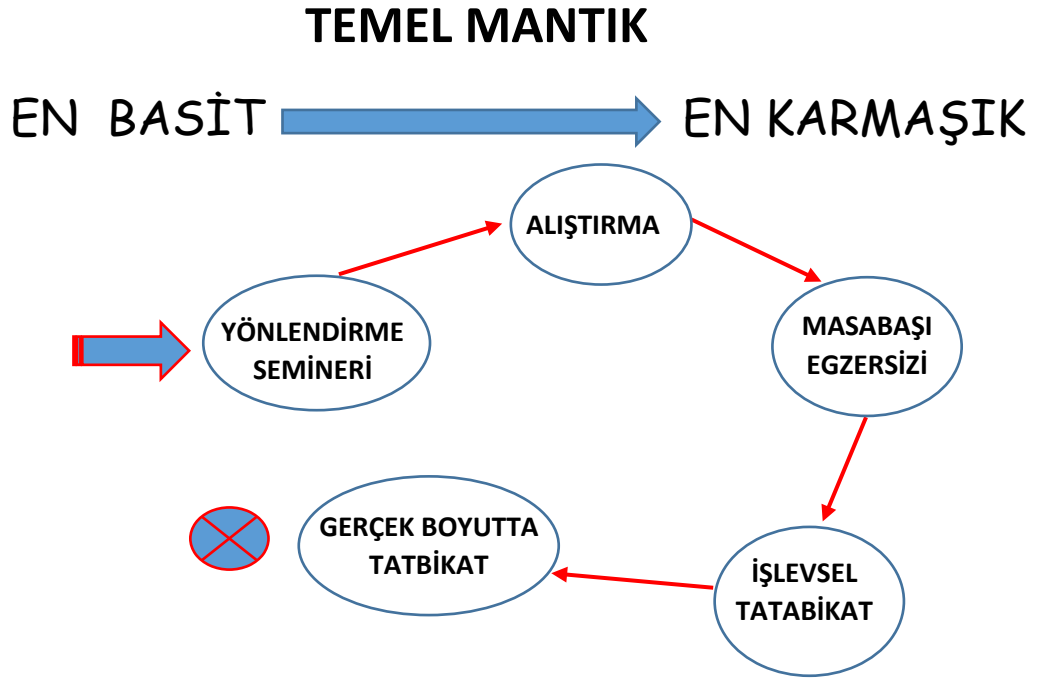 TEMEL MANTIK
EN BASİT
EN KARMAŞIK
YÖNLENDİRME
SEMİNERİ
ALIŞTIRMA
MASABAŞI
EGZERSİZİ
İŞLEVSEL
TATABİKAT
GERÇEK BOYUTTA
TATBİKAT